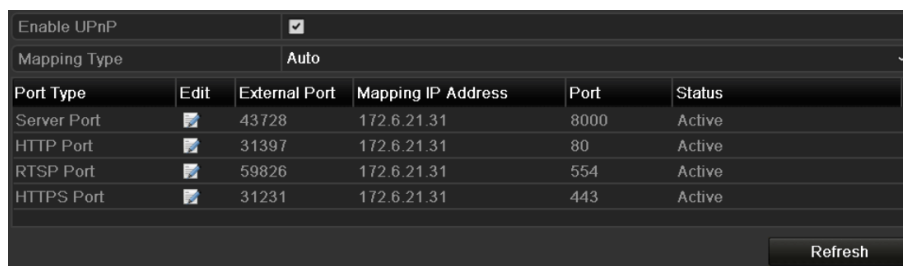 Enable UPnP
Mapping Type Auto
Port Type Edit External Port Mapping IP Address Port Status
Server Port 43728 172.6.21.31 8000 Active
HTTP Port 31397 172.6.21.31 80 Active
RTSP Port 59826 172.6.21.31 554 Active
HTTPS Port 31231 172.6.21.31 443 Active
Refresh